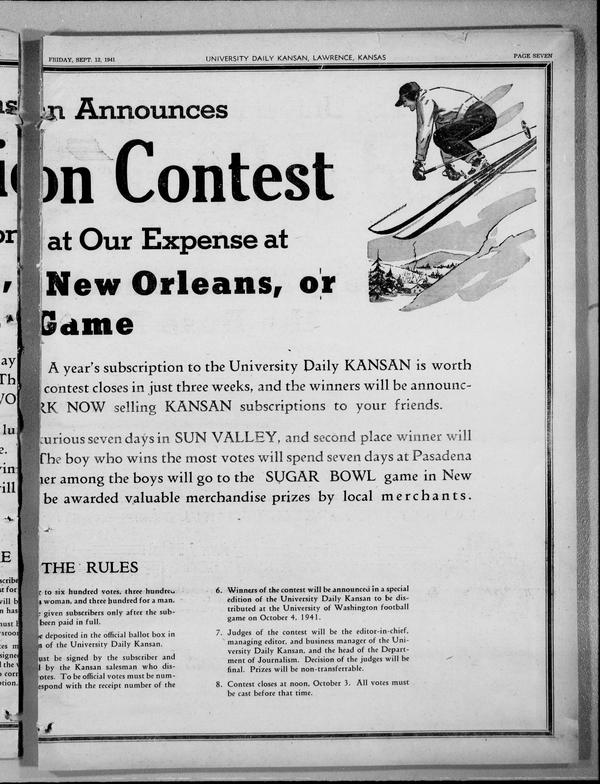 FRIDAY, SEPT. 12, 1941 UNIVERSITY DAILY KANSAN, LAWRENCE, KANSAS PAGE SEVEN
n Announces
on Contest
at Our Expense at
New Orleans, or
Game
A year's subscription to the University Daily KANSAN is worth
contest closes in just three weeks, and the winners will be announc-
RK NOW selling KANSAN subscriptions to your friends.
urious seven days in SUN VALLEY, and second place winner will
The boy who wins the most votes will spend seven days at Pasadena
ner among the boys will go to the SUGAR BOWL game in New
be awarded valuable merchandise prizes by local merchants.
THE RULES
to six hundred votes, three hundred
a woman, and three hundred for a man.
given subscribers only after the sub-
been paid in full.
be deposited in the official ballot box in
of the University Daily Kansan.
ust be signed by the subscriber and
by the Kansan salesman who dis-
otes. To be official votes must be num-
espond with the receipt number of the
6. Winners of the contest will be announced in a special
edition of the University Daily Kansan to be dis-
tributed at the University of Washington football
game on October 4, 1941.
7. Judges of the contest will be the editor-in-chief,
managing editor, and business manager of the Uni-
versity Daily Kansan, and the head of the Depart-
ment of Journalism. Decision of the judges will be
final. Prizes will be non-transferrable.
8. Contest closes at noon, October 3. All votes must
be cast before that time.